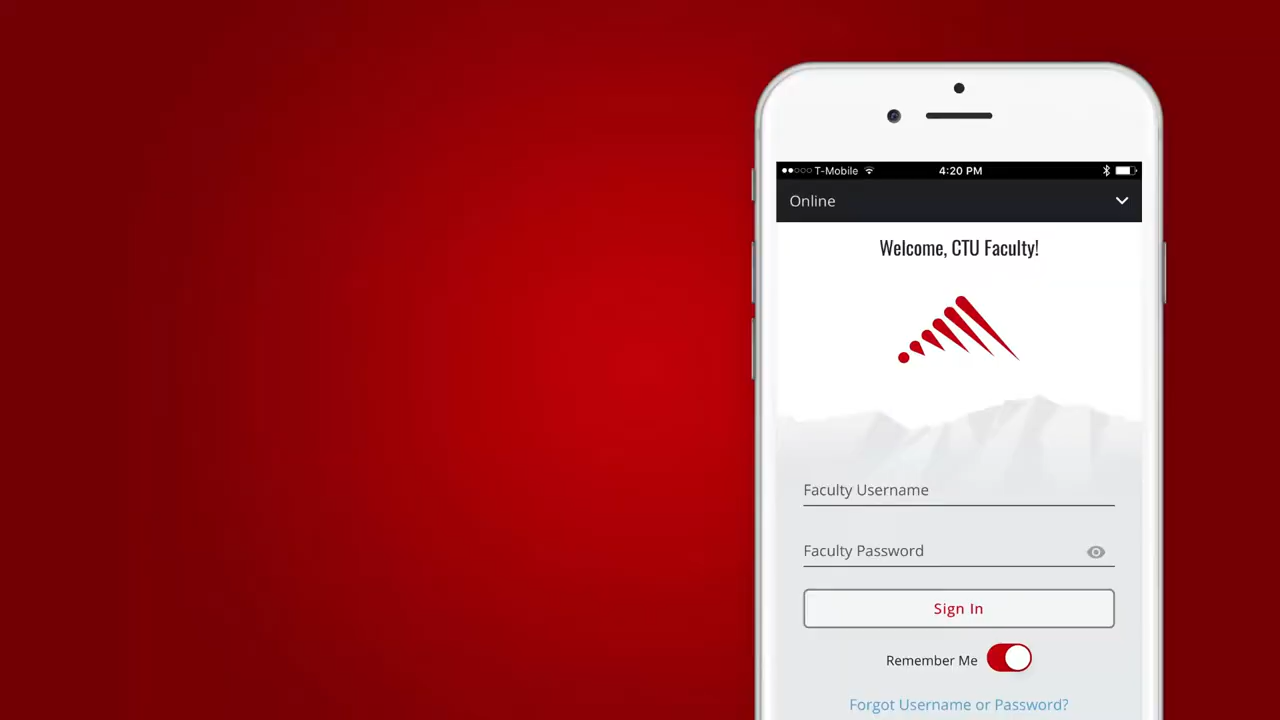 T-Mobile 4:20 PM
Online
Welcome, CTU Faculty!
Faculty Username
Faculty Password
Sign In
Remember Me
Forgot Username or Password?